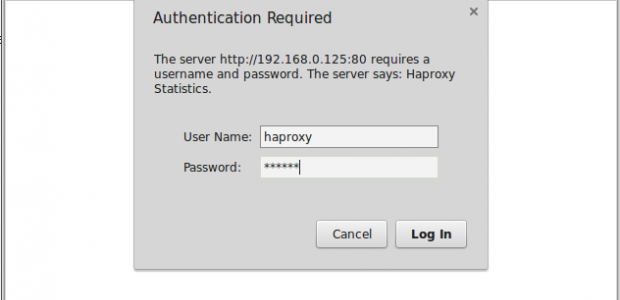 Authentication Required
The server http://192.168.0.125:80 requires a
username and password. The server says: Haproxy
Statistics.
User Name: haproxy
Password: ******
Cancel Log In